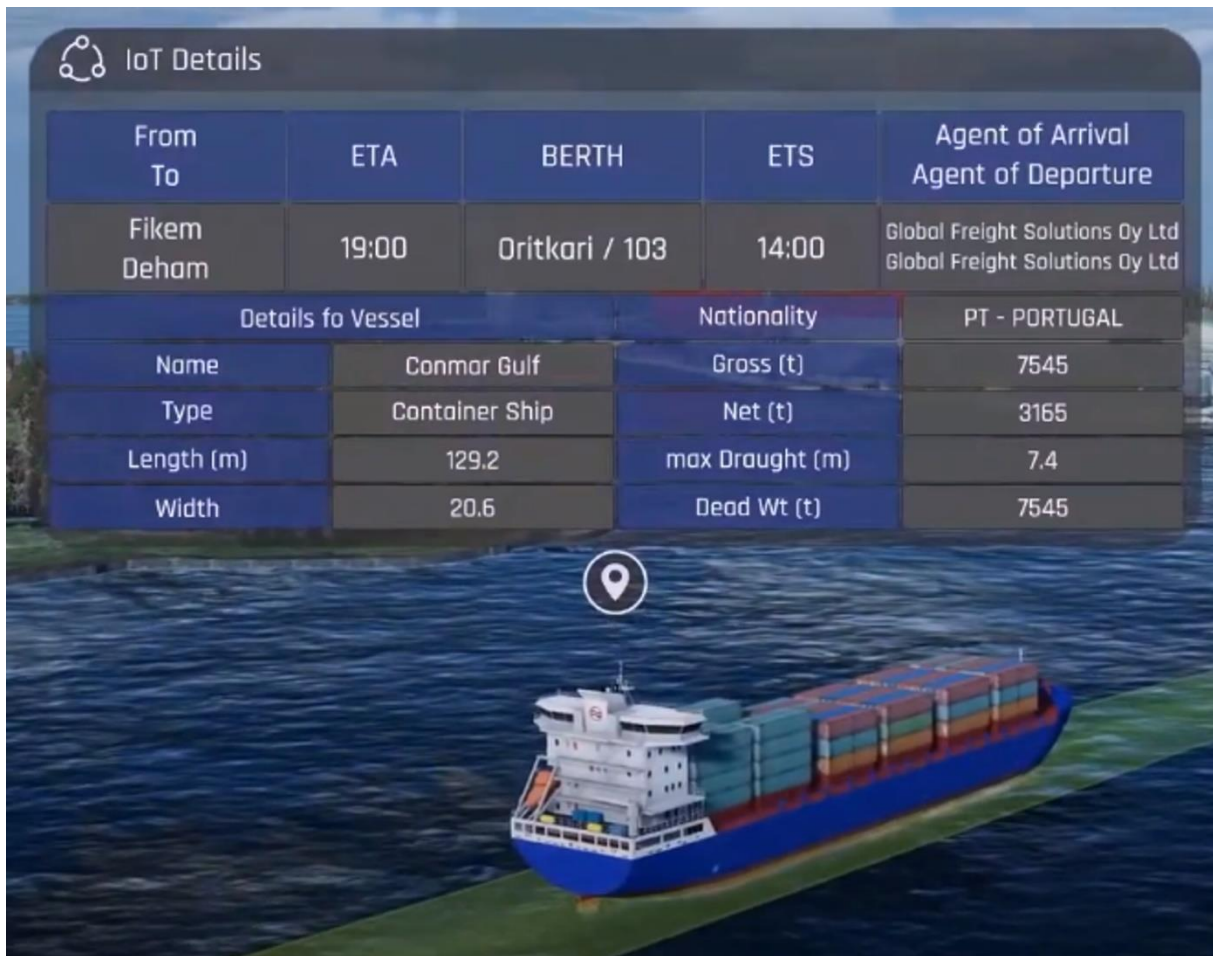 IoT Details
From
To
ETA
BERTH
ETS
Agent of Arrival
Agent of Departure
Fikem
Deham
19:00
Oritkari / 103
14:00
Global Freight Solutions Oy Ltd
Global Freight Solutions Oy Ltd
Details fo Vessel
Nationality
PT - PORTUGAL
Name
Conmar Gulf
Gross (t)
7545
Type
Container Ship
Net (t)
3165
Length (m)
129.2
max Draught (m)
7.4
Width
20.6
Dead Wt (t)
7545